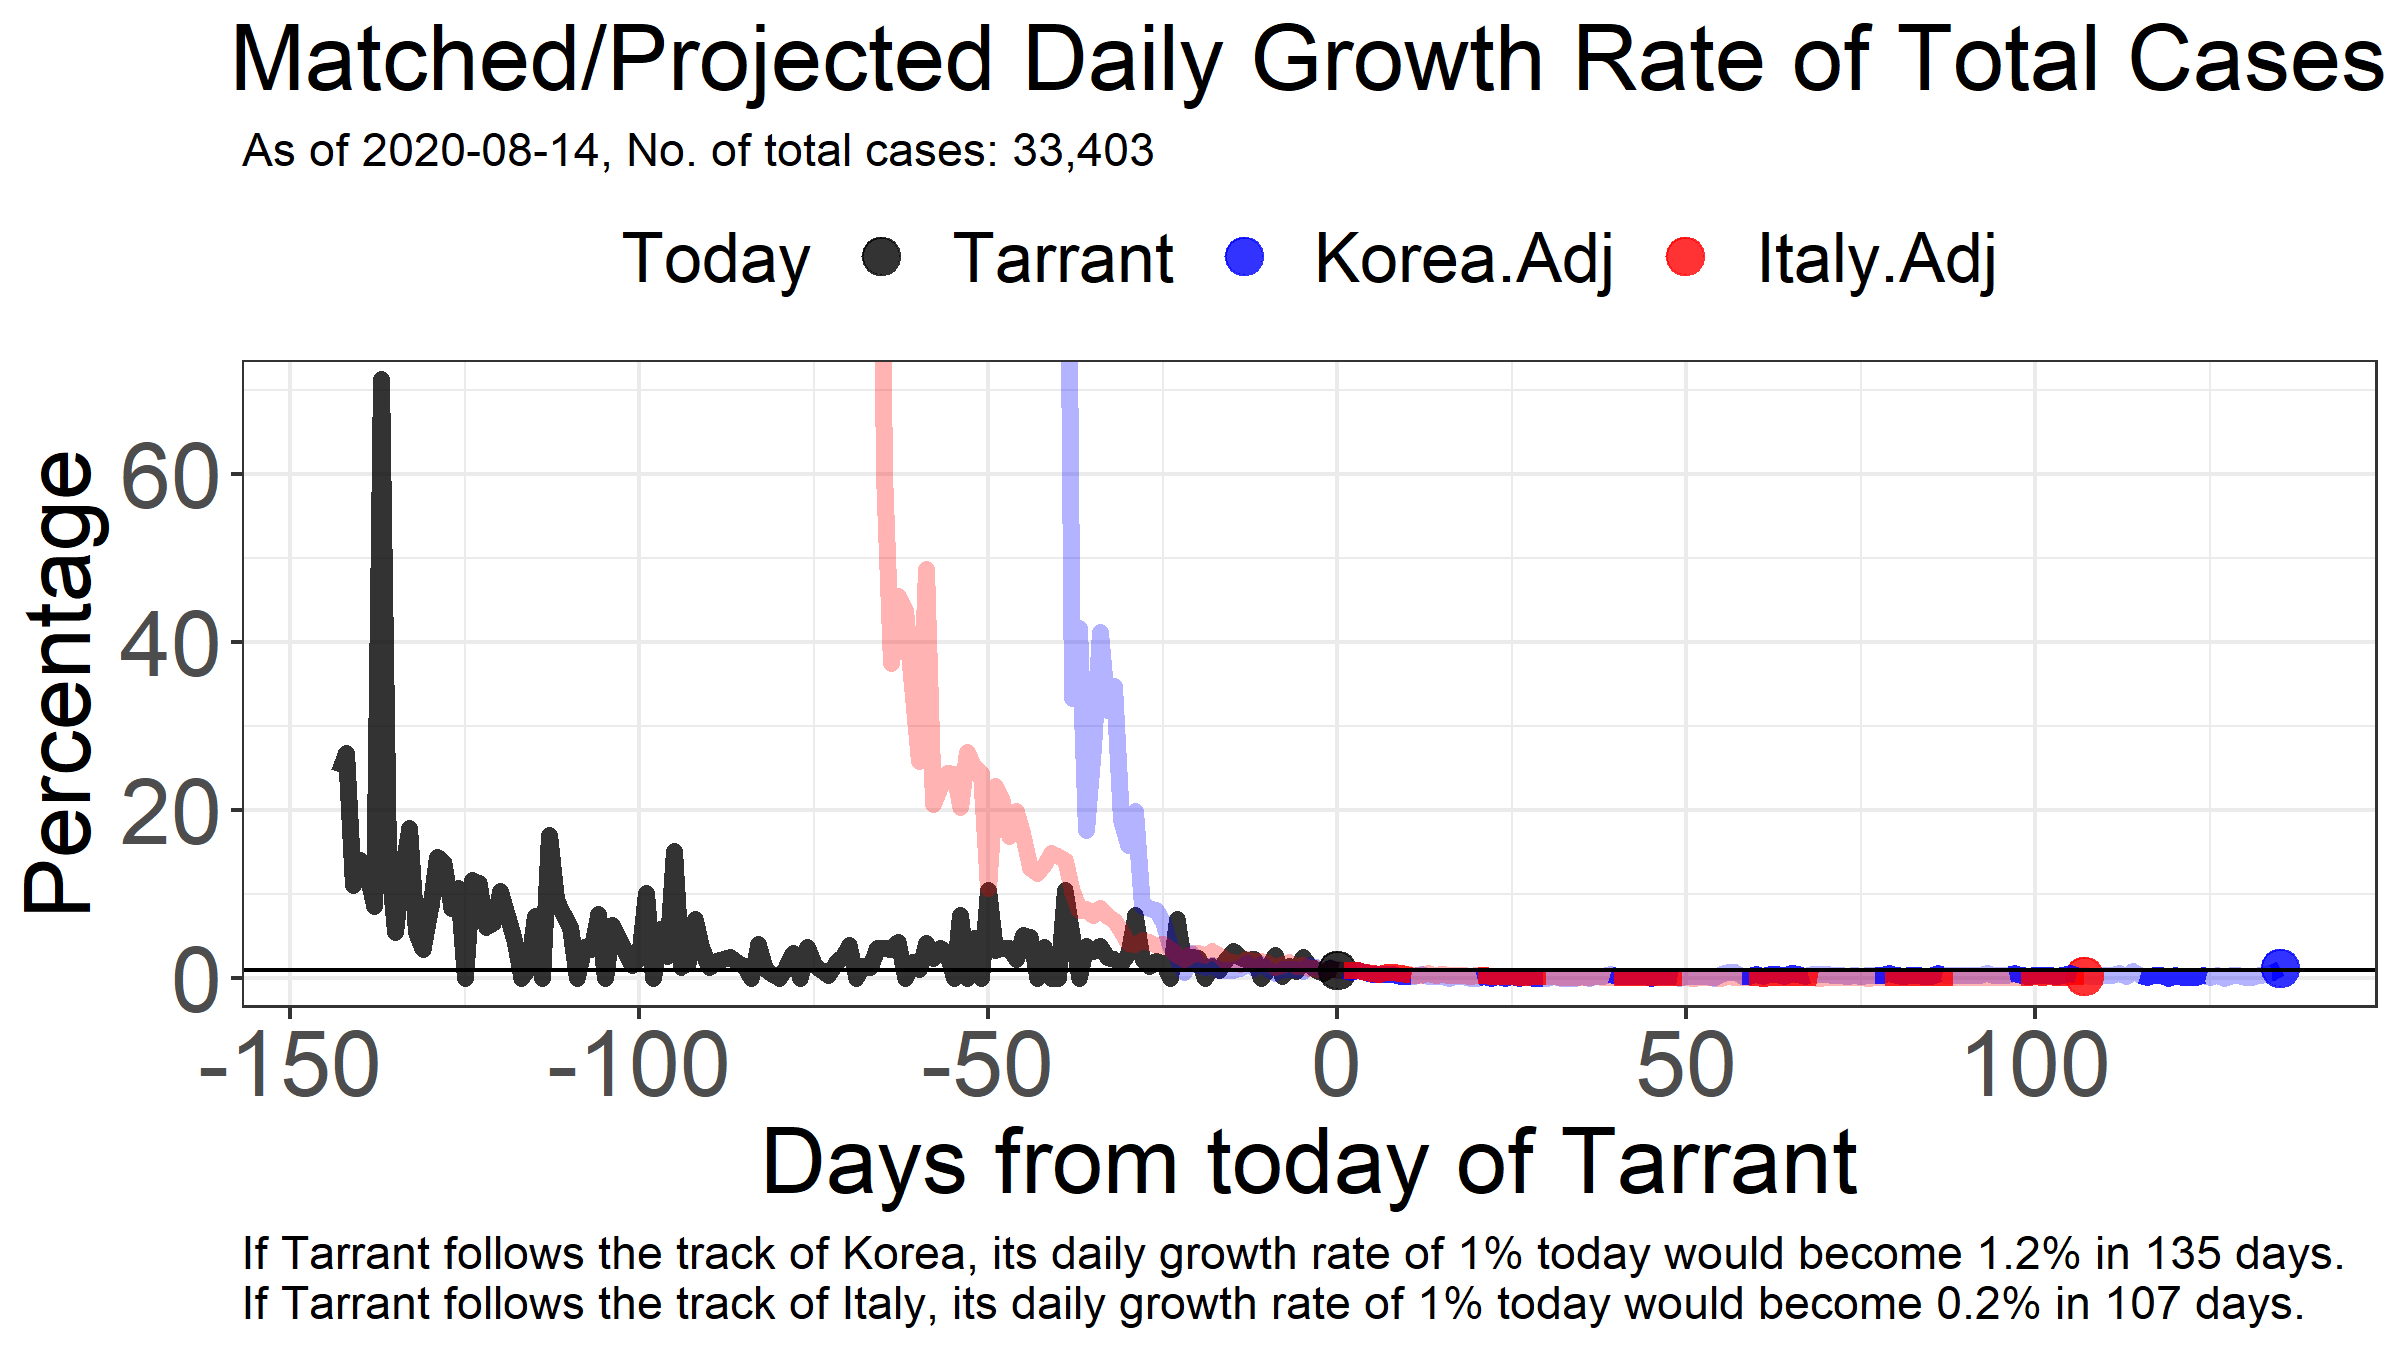 Matched/Projected Daily Growth Rate of Total Cases
As of 2020-08-14, No. of total cases: 33,403
Today Tarrant Korea.Adj Italy.Adj
Percentage
60
40
20
0
-150 -100 -50 0 50 100
Days from today of Tarrant
If Tarrant follows the track of Korea, its daily growth rate of 1% today would become 1.2% in 135 days.
If Tarrant follows the track of Italy, its daily growth rate of 1% today would become 0.2% in 107 days.